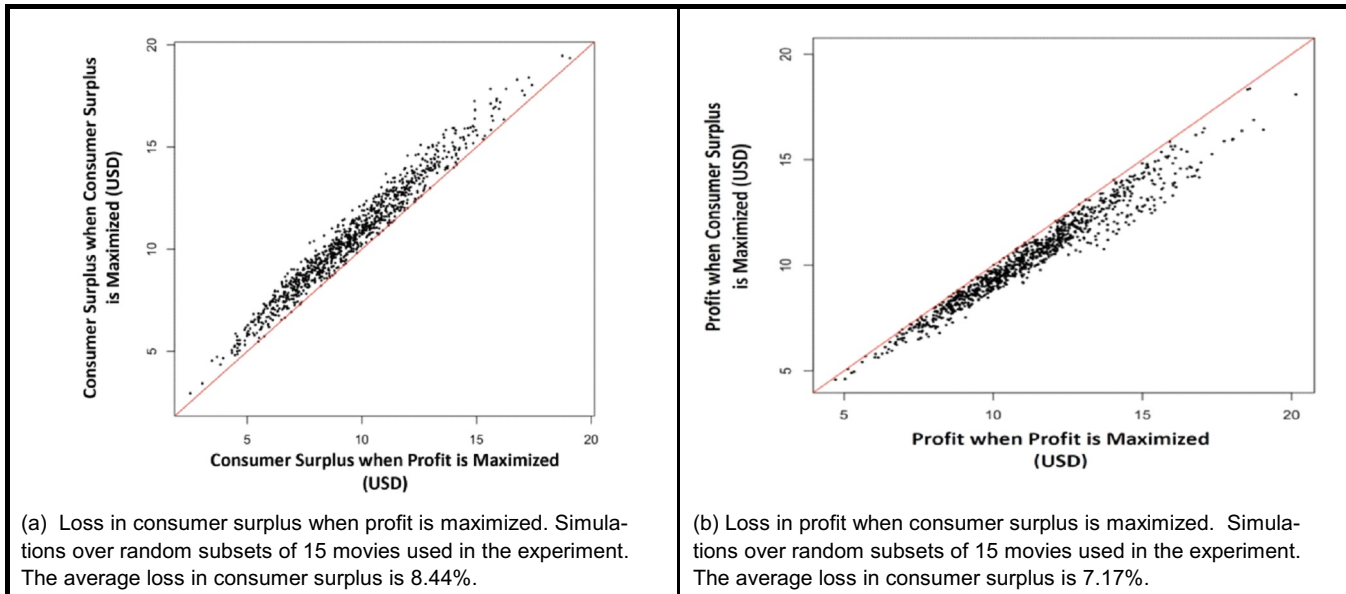 Consumer Surplus when Consumer Surplus
is Maximized (USD)
20
15
10
5
5
10
15
20
Consumer Surplus when Profit is Maximized
(USD)
(a) Loss in consumer surplus when profit is maximized. Simula-
tions over random subsets of 15 movies used in the experiment.
The average loss in consumer surplus is 8.44%.
Profit when Consumer Surplus
is Maximized (USD)
20
15
10
5
5
10
15
20
Profit when Profit is Maximized
(USD)
(b) Loss in profit when consumer surplus is maximized. Simula-
tions over random subsets of 15 movies used in the experiment.
The average loss in consumer surplus is 7.17%.